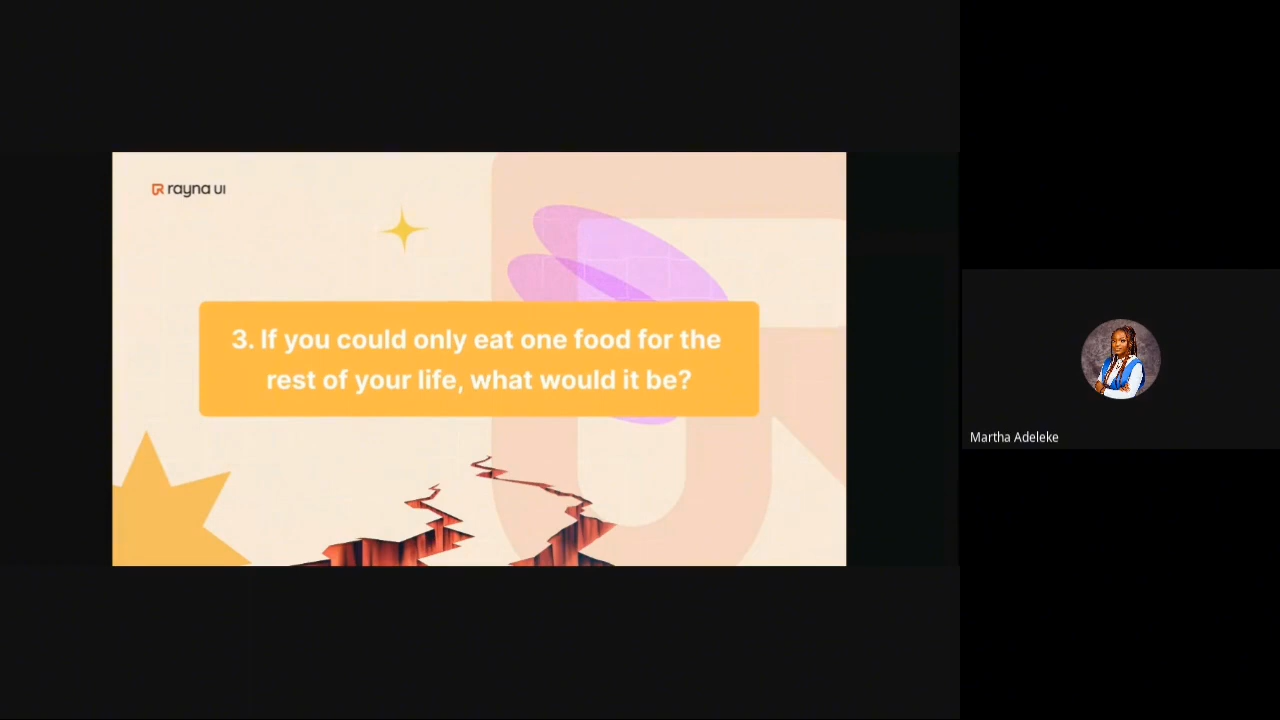 rayna UI
3. If you could only eat one food for the
rest of your life, what would it be?
Martha Adeleke